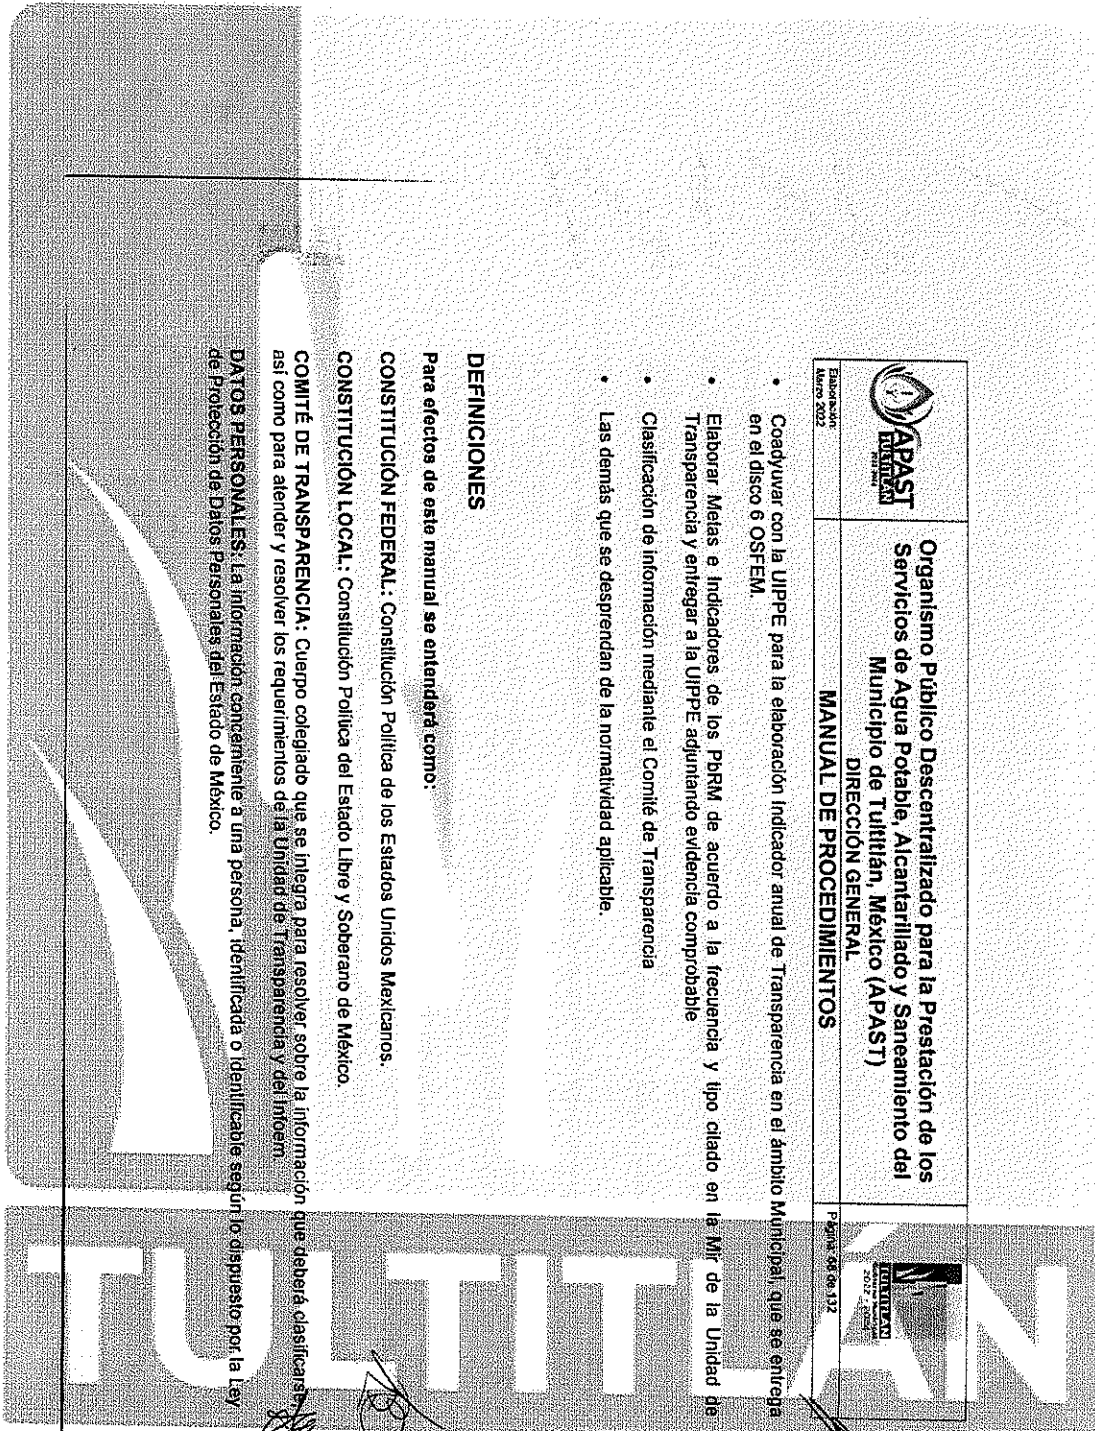 APAST
TULTITLÁN
Organismo Público Descentralizado para la Prestación de los
Servicios de Agua Potable, Alcantarillado y Saneamiento del
Municipio de Tultitlán, México (APAST)
DIRECCIÓN GENERAL
MANUAL DE PROCEDIMIENTOS
TULTITLÁN
Elaboración:
Marzo 2022
Página: 68 de 132
• Coadyuvar con la UIPPE para la elaboración Indicador anual de Transparencia en el ámbito Municipal, que se entrega
en el disco 6 OSFEM.
• Elaborar Metas e Indicadores de los PbRM de acuerdo a la frecuencia y tipo citado en la Mir de la Unidad de
Transparencia y entregar a la UIPPE adjuntando evidencia comprobable
• Clasificación de información mediante el Comité de Transparencia
• Las demás que se desprendan de la normatividad aplicable.
DEFINICIONES
Para efectos de este manual se entenderá como:
CONSTITUCIÓN FEDERAL: Constitución Política de los Estados Unidos Mexicanos.
CONSTITUCIÓN LOCAL: Constitución Política del Estado Libre y Soberano de México.
COMITÉ DE TRANSPARENCIA: Cuerpo colegiado que se integra para resolver sobre la información que deberá clasificarse,
así como para atender y resolver los requerimientos de la Unidad de Transparencia y del Infoem.
DATOS PERSONALES: La información concerniente a una persona, identificada o identificable según lo dispuesto por la Ley
de Protección de Datos Personales del Estado de México.
TULTITLÁN